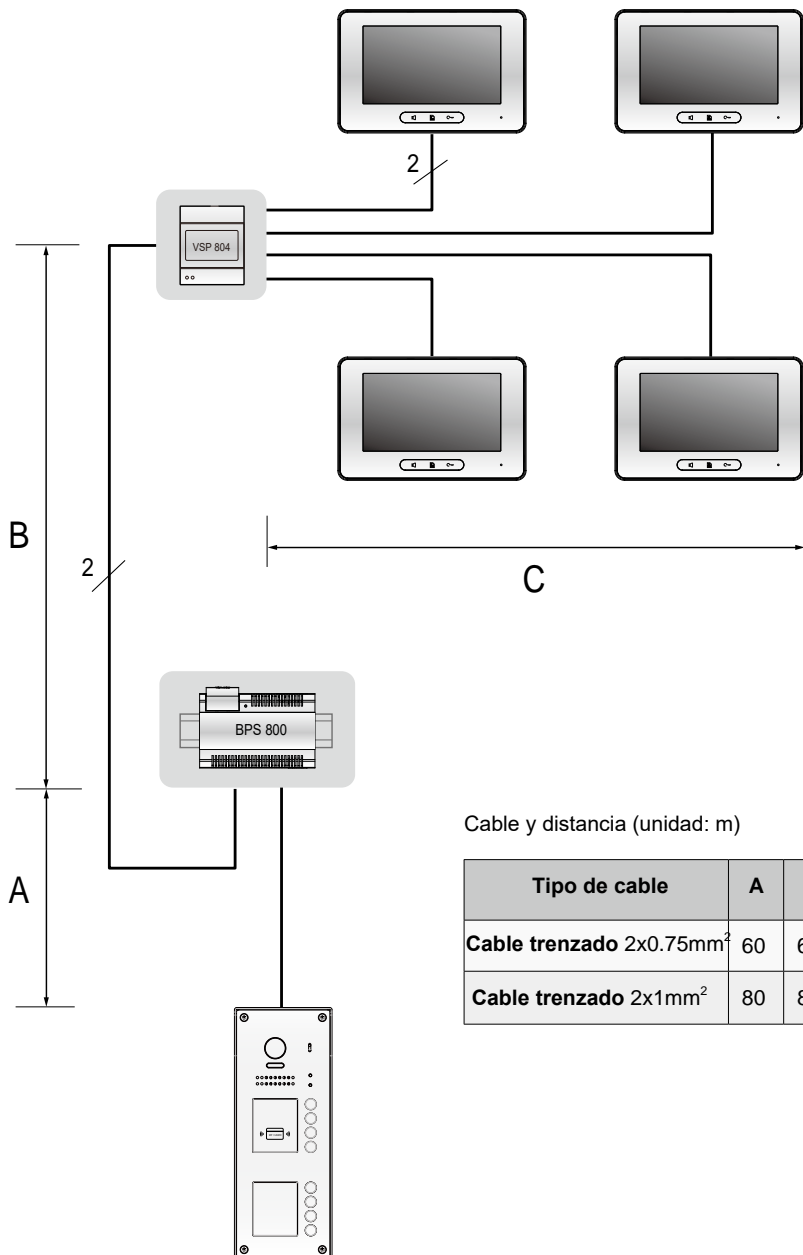 2
VSP 804
B
2
C
BPS 800
A
Cable y distancia (unidad: m)
Tipo de cable A
Cable trenzado 2x0.75mm² 60
Cable trenzado 2x1mm² 80